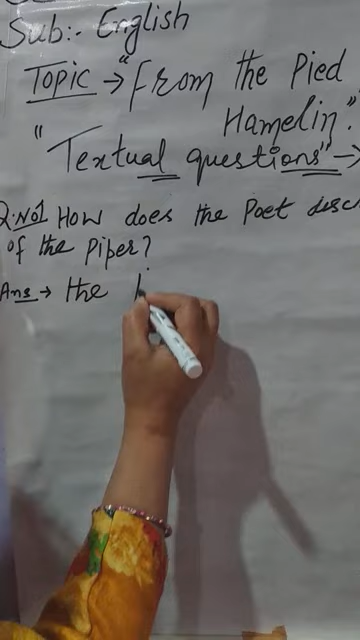 Sub:- English
Topic → "From the Pied
Hamelin."
"Textual questions" →
Q.No1 How does the Poet desc
of the Piper?
Ans → the